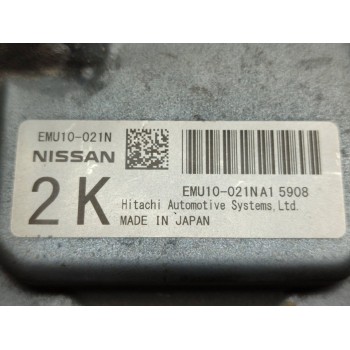 EMU10-021N
NISSAN
2K
EMU10-021NA1 5908
Hitachi Automotive Systems,Ltd.
MADE IN JAPAN